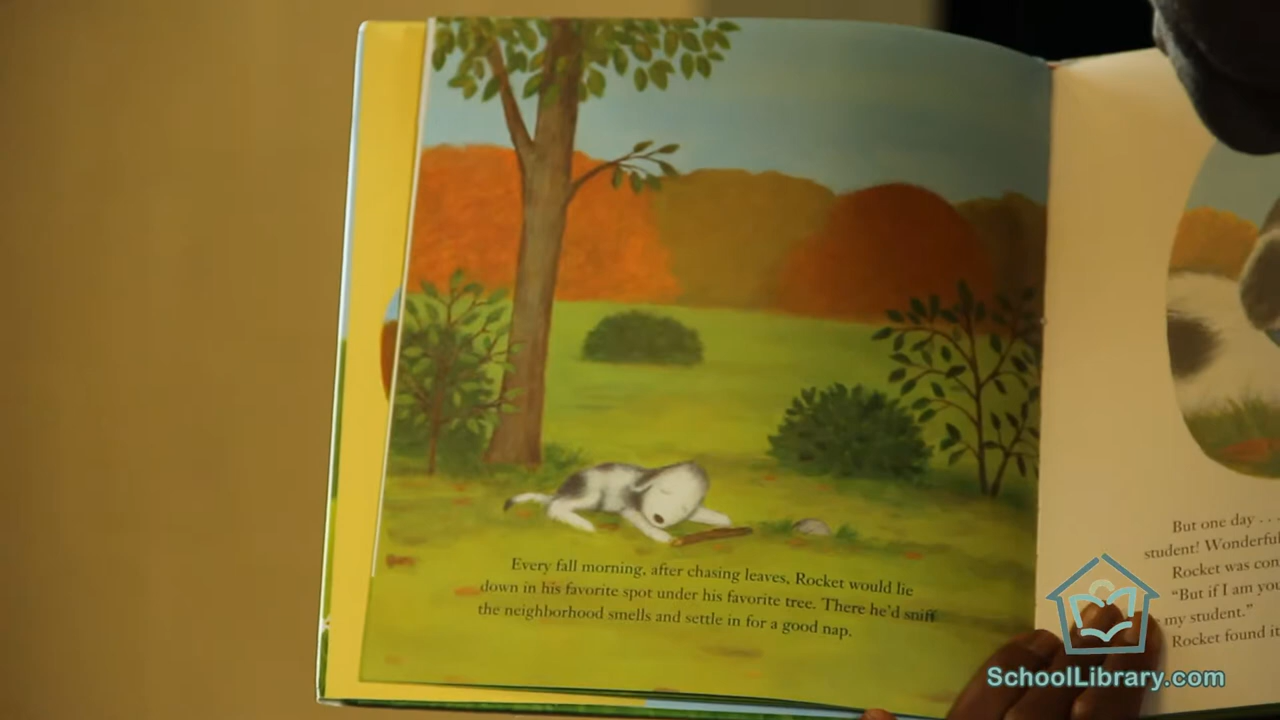 Every fall morning, after chasing leaves, Rocket would lie
down in his favorite spot under his favorite tree. There he'd sniff
the neighborhood smells and settle in for a good nap.
But one day . . .
student! Wonderful
Rocket was con
"But if I am you
my student."
Rocket found it
SchoolLibrary.com